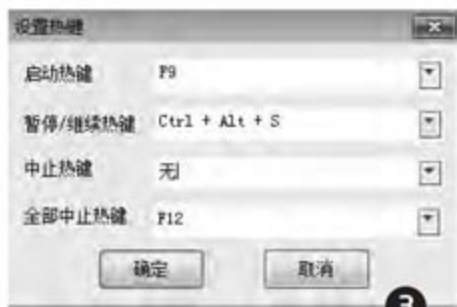 设置热键
启动热键 F9
暂停/继续热键 Ctrl + Alt + S
中止热键 无
全部中止热键 F12
确定 取消
3